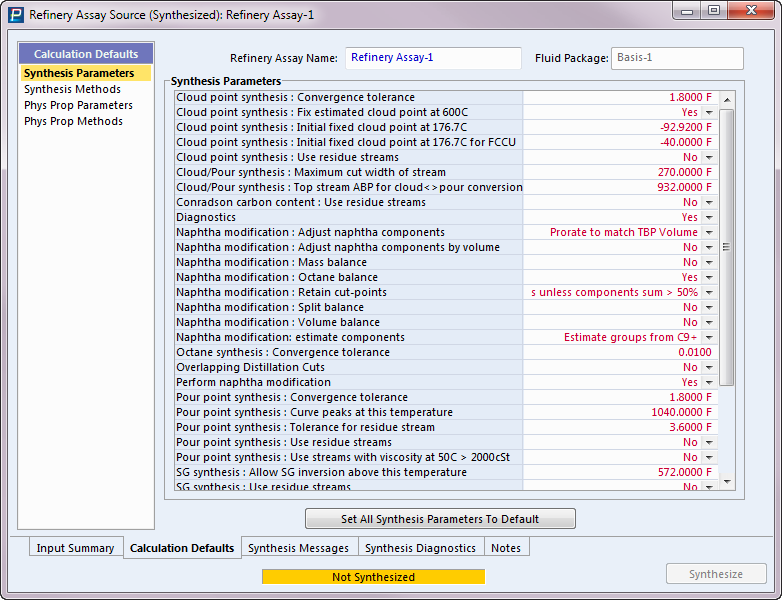 Refinery Assay Source (Synthesized): Refinery Assay-1
Calculation Defaults
Synthesis Parameters
Synthesis Methods
Phys Prop Parameters
Phys Prop Methods
Refinery Assay Name: Refinery Assay-1 Fluid Package: Basis-1
Synthesis Parameters
Cloud point synthesis : Convergence tolerance 1.8000 F
Cloud point synthesis : Fix estimated cloud point at 600C Yes
Cloud point synthesis : Initial fixed cloud point at 176.7C -92.9200 F
Cloud point synthesis : Initial fixed cloud point at 176.7C for FCCU -40.0000 F
Cloud point synthesis : Use residue streams No
Cloud/Pour synthesis : Maximum cut width of stream 270.0000 F
Cloud/Pour synthesis : Top stream ABP for cloud<>pour conversion 932.0000 F
Conradson carbon content : Use residue streams No
Diagnostics Yes
Naphtha modification : Adjust naphtha components Prorate to match TBP Volume
Naphtha modification : Adjust naphtha components by volume No
Naphtha modification : Mass balance No
Naphtha modification : Octane balance Yes
Naphtha modification : Retain cut-points s unless components sum > 50%
Naphtha modification : Split balance No
Naphtha modification : Volume balance No
Naphtha modification: estimate components Estimate groups from C9+
Octane synthesis : Convergence tolerance 0.0100
Overlapping Distillation Cuts No
Perform naphtha modification Yes
Pour point synthesis : Convergence tolerance 1.8000 F
Pour point synthesis : Curve peaks at this temperature 1040.0000 F
Pour point synthesis : Tolerance for residue stream 3.6000 F
Pour point synthesis : Use residue streams No
Pour point synthesis : Use streams with viscosity at 50C > 2000cSt No
SG synthesis : Allow SG inversion above this temperature 572.0000 F
SG synthesis : Use residue streams No
Set All Synthesis Parameters To Default
Input Summary Calculation Defaults Synthesis Messages Synthesis Diagnostics Notes
Not Synthesized
Synthesize